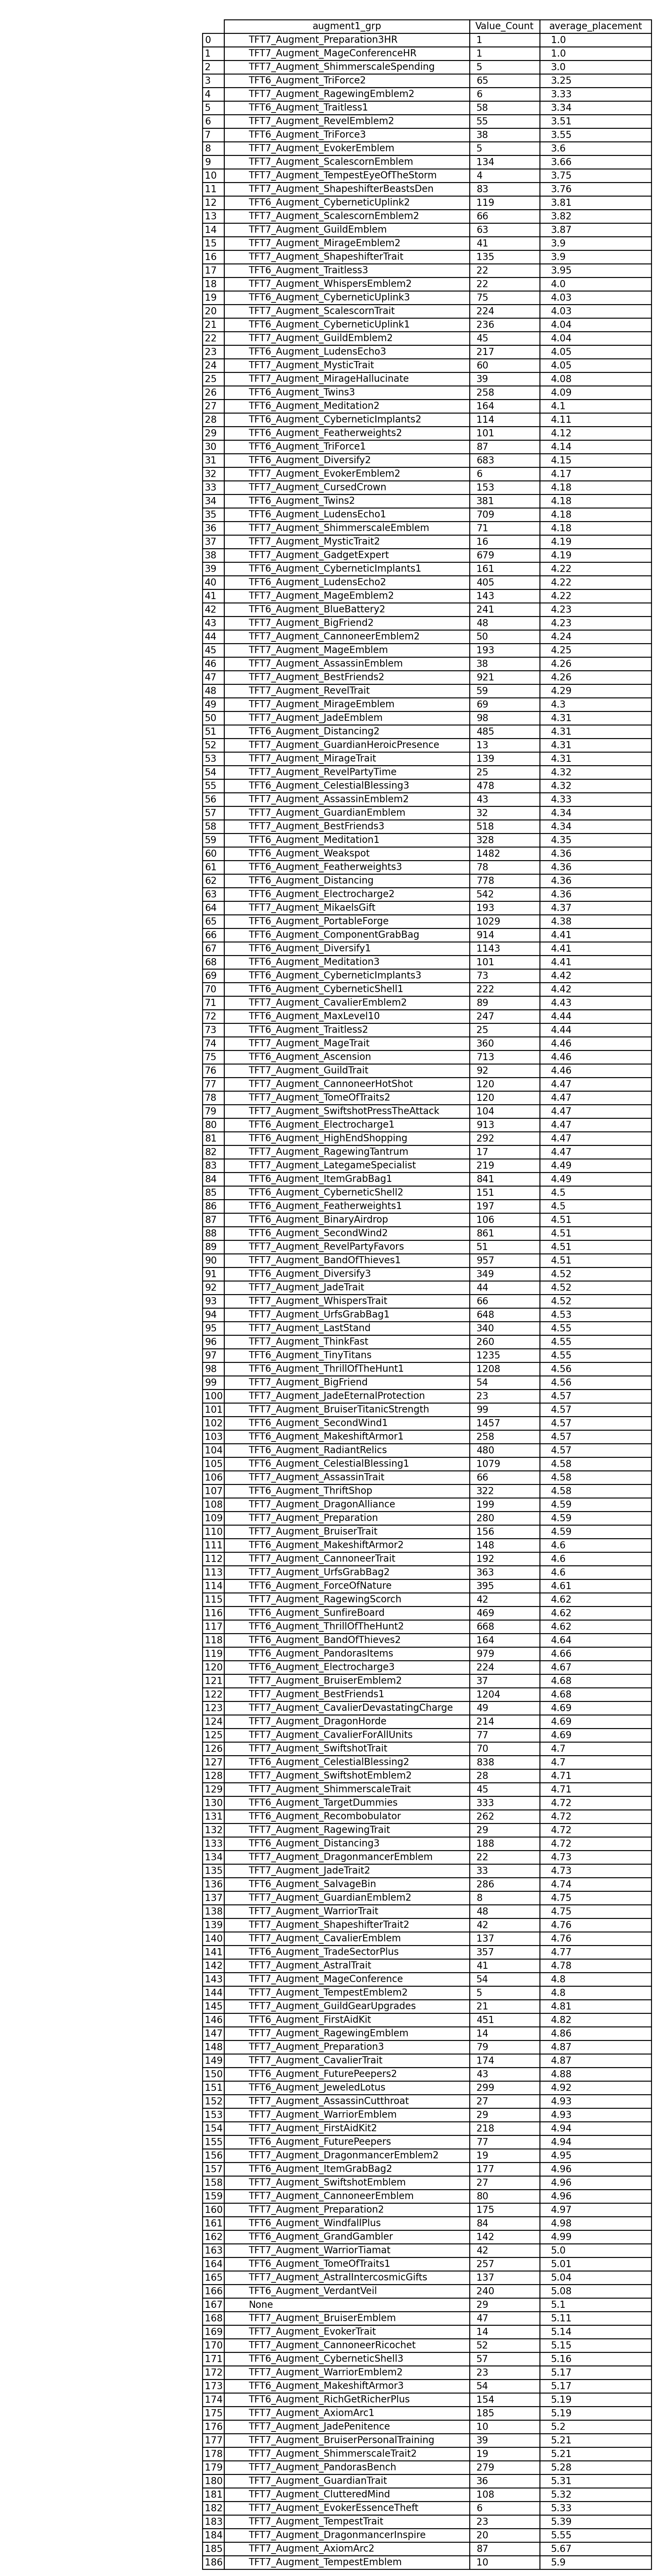 augment1_grp Value_Count average_placement
0 TFT7_Augment_Preparation3HR 1 1.0
1 TFT7_Augment_MageConferenceHR 1 1.0
2 TFT7_Augment_ShimmerscaleSpending 5 3.0
3 TFT6_Augment_TriForce2 65 3.25
4 TFT7_Augment_RagewingEmblem2 6 3.33
5 TFT6_Augment_Traitless1 58 3.34
6 TFT7_Augment_RevelEmblem2 55 3.51
7 TFT6_Augment_TriForce3 38 3.55
8 TFT7_Augment_EvokerEmblem 5 3.6
9 TFT7_Augment_ScalescornEmblem 134 3.66
10 TFT7_Augment_TempestEyeOfTheStorm 4 3.75
11 TFT7_Augment_ShapeshifterBeastsDen 83 3.76
12 TFT6_Augment_CyberneticUplink2 119 3.81
13 TFT7_Augment_ScalescornEmblem2 66 3.82
14 TFT7_Augment_GuildEmblem 63 3.87
15 TFT7_Augment_MirageEmblem2 41 3.9
16 TFT7_Augment_ShapeshifterTrait 135 3.9
17 TFT6_Augment_Traitless3 22 3.95
18 TFT7_Augment_WhispersEmblem2 22 4.0
19 TFT6_Augment_CyberneticUplink3 75 4.03
20 TFT7_Augment_ScalescornTrait 224 4.03
21 TFT6_Augment_CyberneticUplink1 236 4.04
22 TFT7_Augment_GuildEmblem2 45 4.04
23 TFT6_Augment_LudensEcho3 217 4.05
24 TFT7_Augment_MysticTrait 60 4.05
25 TFT7_Augment_MirageHallucinate 39 4.08
26 TFT6_Augment_Twins3 258 4.09
27 TFT6_Augment_Meditation2 164 4.1
28 TFT6_Augment_CyberneticImplants2 114 4.11
29 TFT6_Augment_Featherweights2 101 4.12
30 TFT6_Augment_TriForce1 87 4.14
31 TFT6_Augment_Diversify2 683 4.15
32 TFT7_Augment_EvokerEmblem2 6 4.17
33 TFT7_Augment_CursedCrown 153 4.18
34 TFT6_Augment_Twins2 381 4.18
35 TFT6_Augment_LudensEcho1 709 4.18
36 TFT7_Augment_ShimmerscaleEmblem 71 4.18
37 TFT7_Augment_MysticTrait2 16 4.19
38 TFT7_Augment_GadgetExpert 679 4.19
39 TFT6_Augment_CyberneticImplants1 161 4.22
40 TFT6_Augment_LudensEcho2 405 4.22
41 TFT7_Augment_MageEmblem2 143 4.22
42 TFT6_Augment_BlueBattery2 241 4.23
43 TFT7_Augment_BigFriend2 48 4.23
44 TFT7_Augment_CannoneerEmblem2 50 4.24
45 TFT7_Augment_MageEmblem 193 4.25
46 TFT7_Augment_AssassinEmblem 38 4.26
47 TFT7_Augment_BestFriends2 921 4.26
48 TFT7_Augment_RevelTrait 59 4.29
49 TFT7_Augment_MirageEmblem 69 4.3
50 TFT7_Augment_JadeEmblem 98 4.31
51 TFT6_Augment_Distancing2 485 4.31
52 TFT7_Augment_GuardianHeroicPresence 13 4.31
53 TFT7_Augment_MirageTrait 139 4.31
54 TFT7_Augment_RevelPartyTime 25 4.32
55 TFT6_Augment_CelestialBlessing3 478 4.32
56 TFT7_Augment_AssassinEmblem2 43 4.33
57 TFT7_Augment_GuardianEmblem 32 4.34
58 TFT7_Augment_BestFriends3 518 4.34
59 TFT6_Augment_Meditation1 328 4.35
60 TFT6_Augment_Weakspot 1482 4.36
61 TFT6_Augment_Featherweights3 78 4.36
62 TFT6_Augment_Distancing 778 4.36
63 TFT6_Augment_Electrocharge2 542 4.36
64 TFT7_Augment_MikaelsGift 193 4.37
65 TFT6_Augment_PortableForge 1029 4.38
66 TFT6_Augment_ComponentGrabBag 914 4.41
67 TFT6_Augment_Diversify1 1143 4.41
68 TFT6_Augment_Meditation3 101 4.41
69 TFT6_Augment_CyberneticImplants3 73 4.42
70 TFT6_Augment_CyberneticShell1 222 4.42
71 TFT7_Augment_CavalierEmblem2 89 4.43
72 TFT6_Augment_MaxLevel10 247 4.44
73 TFT6_Augment_Traitless2 25 4.44
74 TFT7_Augment_MageTrait 360 4.46
75 TFT6_Augment_Ascension 713 4.46
76 TFT7_Augment_GuildTrait 92 4.46
77 TFT7_Augment_CannoneerHotShot 120 4.47
78 TFT7_Augment_TomeOfTraits2 120 4.47
79 TFT7_Augment_SwiftshotPressTheAttack 104 4.47
80 TFT6_Augment_Electrocharge1 913 4.47
81 TFT6_Augment_HighEndShopping 292 4.47
82 TFT7_Augment_RagewingTantrum 17 4.47
83 TFT7_Augment_LategameSpecialist 219 4.49
84 TFT6_Augment_ItemGrabBag1 841 4.49
85 TFT6_Augment_CyberneticShell2 151 4.5
86 TFT6_Augment_Featherweights1 197 4.5
87 TFT6_Augment_BinaryAirdrop 106 4.51
88 TFT6_Augment_SecondWind2 861 4.51
89 TFT7_Augment_RevelPartyFavors 51 4.51
90 TFT6_Augment_BandOfThieves1 957 4.51
91 TFT6_Augment_Diversify3 349 4.52
92 TFT7_Augment_JadeTrait 44 4.52
93 TFT7_Augment_WhispersTrait 66 4.52
94 TFT7_Augment_UrfsGrabBag1 648 4.53
95 TFT7_Augment_LastStand 340 4.55
96 TFT7_Augment_ThinkFast 260 4.55
97 TFT6_Augment_TinyTitans 1235 4.55
98 TFT6_Augment_ThrillOfTheHunt1 1208 4.56
99 TFT7_Augment_BigFriend 54 4.56
100 TFT7_Augment_JadeEternalProtection 23 4.57
101 TFT7_Augment_BruiserTitanicStrength 99 4.57
102 TFT6_Augment_SecondWind1 1457 4.57
103 TFT6_Augment_MakeshiftArmor1 258 4.57
104 TFT6_Augment_RadiantRelics 480 4.57
105 TFT6_Augment_CelestialBlessing1 1079 4.58
106 TFT7_Augment_AssassinTrait 66 4.58
107 TFT6_Augment_ThriftShop 322 4.58
108 TFT7_Augment_DragonAlliance 199 4.59
109 TFT7_Augment_Preparation 280 4.59
110 TFT7_Augment_BruiserTrait 156 4.59
111 TFT6_Augment_MakeshiftArmor2 148 4.6
112 TFT7_Augment_CannoneerTrait 192 4.6
113 TFT7_Augment_UrfsGrabBag2 363 4.6
114 TFT6_Augment_ForceOfNature 395 4.61
115 TFT7_Augment_RagewingScorch 42 4.62
116 TFT6_Augment_SunfireBoard 469 4.62
117 TFT6_Augment_ThrillOfTheHunt2 668 4.62
118 TFT6_Augment_BandOfThieves2 164 4.64
119 TFT6_Augment_PandorasItems 979 4.66
120 TFT6_Augment_Electrocharge3 224 4.67
121 TFT7_Augment_BruiserEmblem2 37 4.68
122 TFT7_Augment_BestFriends1 1204 4.68
123 TFT7_Augment_CavalierDevastatingCharge 49 4.69
124 TFT7_Augment_DragonHorde 214 4.69
125 TFT7_Augment_CavalierForAllUnits 77 4.69
126 TFT7_Augment_SwiftshotTrait 70 4.7
127 TFT6_Augment_CelestialBlessing2 838 4.7
128 TFT7_Augment_SwiftshotEmblem2 28 4.71
129 TFT7_Augment_ShimmerscaleTrait 45 4.71
130 TFT6_Augment_TargetDummies 333 4.72
131 TFT6_Augment_Recombobulator 262 4.72
132 TFT7_Augment_RagewingTrait 29 4.72
133 TFT6_Augment_Distancing3 188 4.72
134 TFT7_Augment_DragonmancerEmblem 22 4.73
135 TFT7_Augment_JadeTrait2 33 4.73
136 TFT6_Augment_SalvageBin 286 4.74
137 TFT7_Augment_GuardianEmblem2 8 4.75
138 TFT7_Augment_WarriorTrait 48 4.75
139 TFT7_Augment_ShapeshifterTrait2 42 4.76
140 TFT7_Augment_CavalierEmblem 137 4.76
141 TFT6_Augment_TradeSectorPlus 357 4.77
142 TFT7_Augment_AstralTrait 41 4.78
143 TFT7_Augment_MageConference 54 4.8
144 TFT7_Augment_TempestEmblem2 5 4.8
145 TFT7_Augment_GuildGearUpgrades 21 4.81
146 TFT6_Augment_FirstAidKit 451 4.82
147 TFT7_Augment_RagewingEmblem 14 4.86
148 TFT7_Augment_Preparation3 79 4.87
149 TFT7_Augment_CavalierTrait 174 4.87
150 TFT6_Augment_FuturePeepers2 43 4.88
151 TFT6_Augment_JeweledLotus 299 4.92
152 TFT7_Augment_AssassinCutthroat 27 4.93
153 TFT7_Augment_WarriorEmblem 29 4.93
154 TFT7_Augment_FirstAidKit2 218 4.94
155 TFT6_Augment_FuturePeepers 77 4.94
156 TFT7_Augment_DragonmancerEmblem2 19 4.95
157 TFT6_Augment_ItemGrabBag2 177 4.96
158 TFT7_Augment_SwiftshotEmblem 27 4.96
159 TFT7_Augment_CannoneerEmblem 80 4.96
160 TFT7_Augment_Preparation2 175 4.97
161 TFT6_Augment_WindfallPlus 84 4.98
162 TFT6_Augment_GrandGambler 142 4.99
163 TFT7_Augment_WarriorTiamat 42 5.0
164 TFT6_Augment_TomeOfTraits1 257 5.01
165 TFT7_Augment_AstralIntercosmicGifts 137 5.04
166 TFT6_Augment_VerdantVeil 240 5.08
167 None 29 5.1
168 TFT7_Augment_BruiserEmblem 47 5.11
169 TFT7_Augment_EvokerTrait 14 5.14
170 TFT7_Augment_CannoneerRicochet 52 5.15
171 TFT6_Augment_CyberneticShell3 57 5.16
172 TFT7_Augment_WarriorEmblem2 23 5.17
173 TFT6_Augment_MakeshiftArmor3 54 5.17
174 TFT6_Augment_RichGetRicherPlus 154 5.19
175 TFT7_Augment_AxiomArc1 185 5.19
176 TFT7_Augment_JadePenitence 10 5.2
177 TFT7_Augment_BruiserPersonalTraining 39 5.21
178 TFT7_Augment_ShimmerscaleTrait2 19 5.21
179 TFT7_Augment_PandorasBench 279 5.28
180 TFT7_Augment_GuardianTrait 36 5.31
181 TFT7_Augment_ClutteredMind 108 5.32
182 TFT7_Augment_EvokerEssenceTheft 6 5.33
183 TFT7_Augment_TempestTrait 23 5.39
184 TFT7_Augment_DragonmancerInspire 20 5.55
185 TFT7_Augment_AxiomArc2 87 5.67
186 TFT7_Augment_TempestEmblem 10 5.9